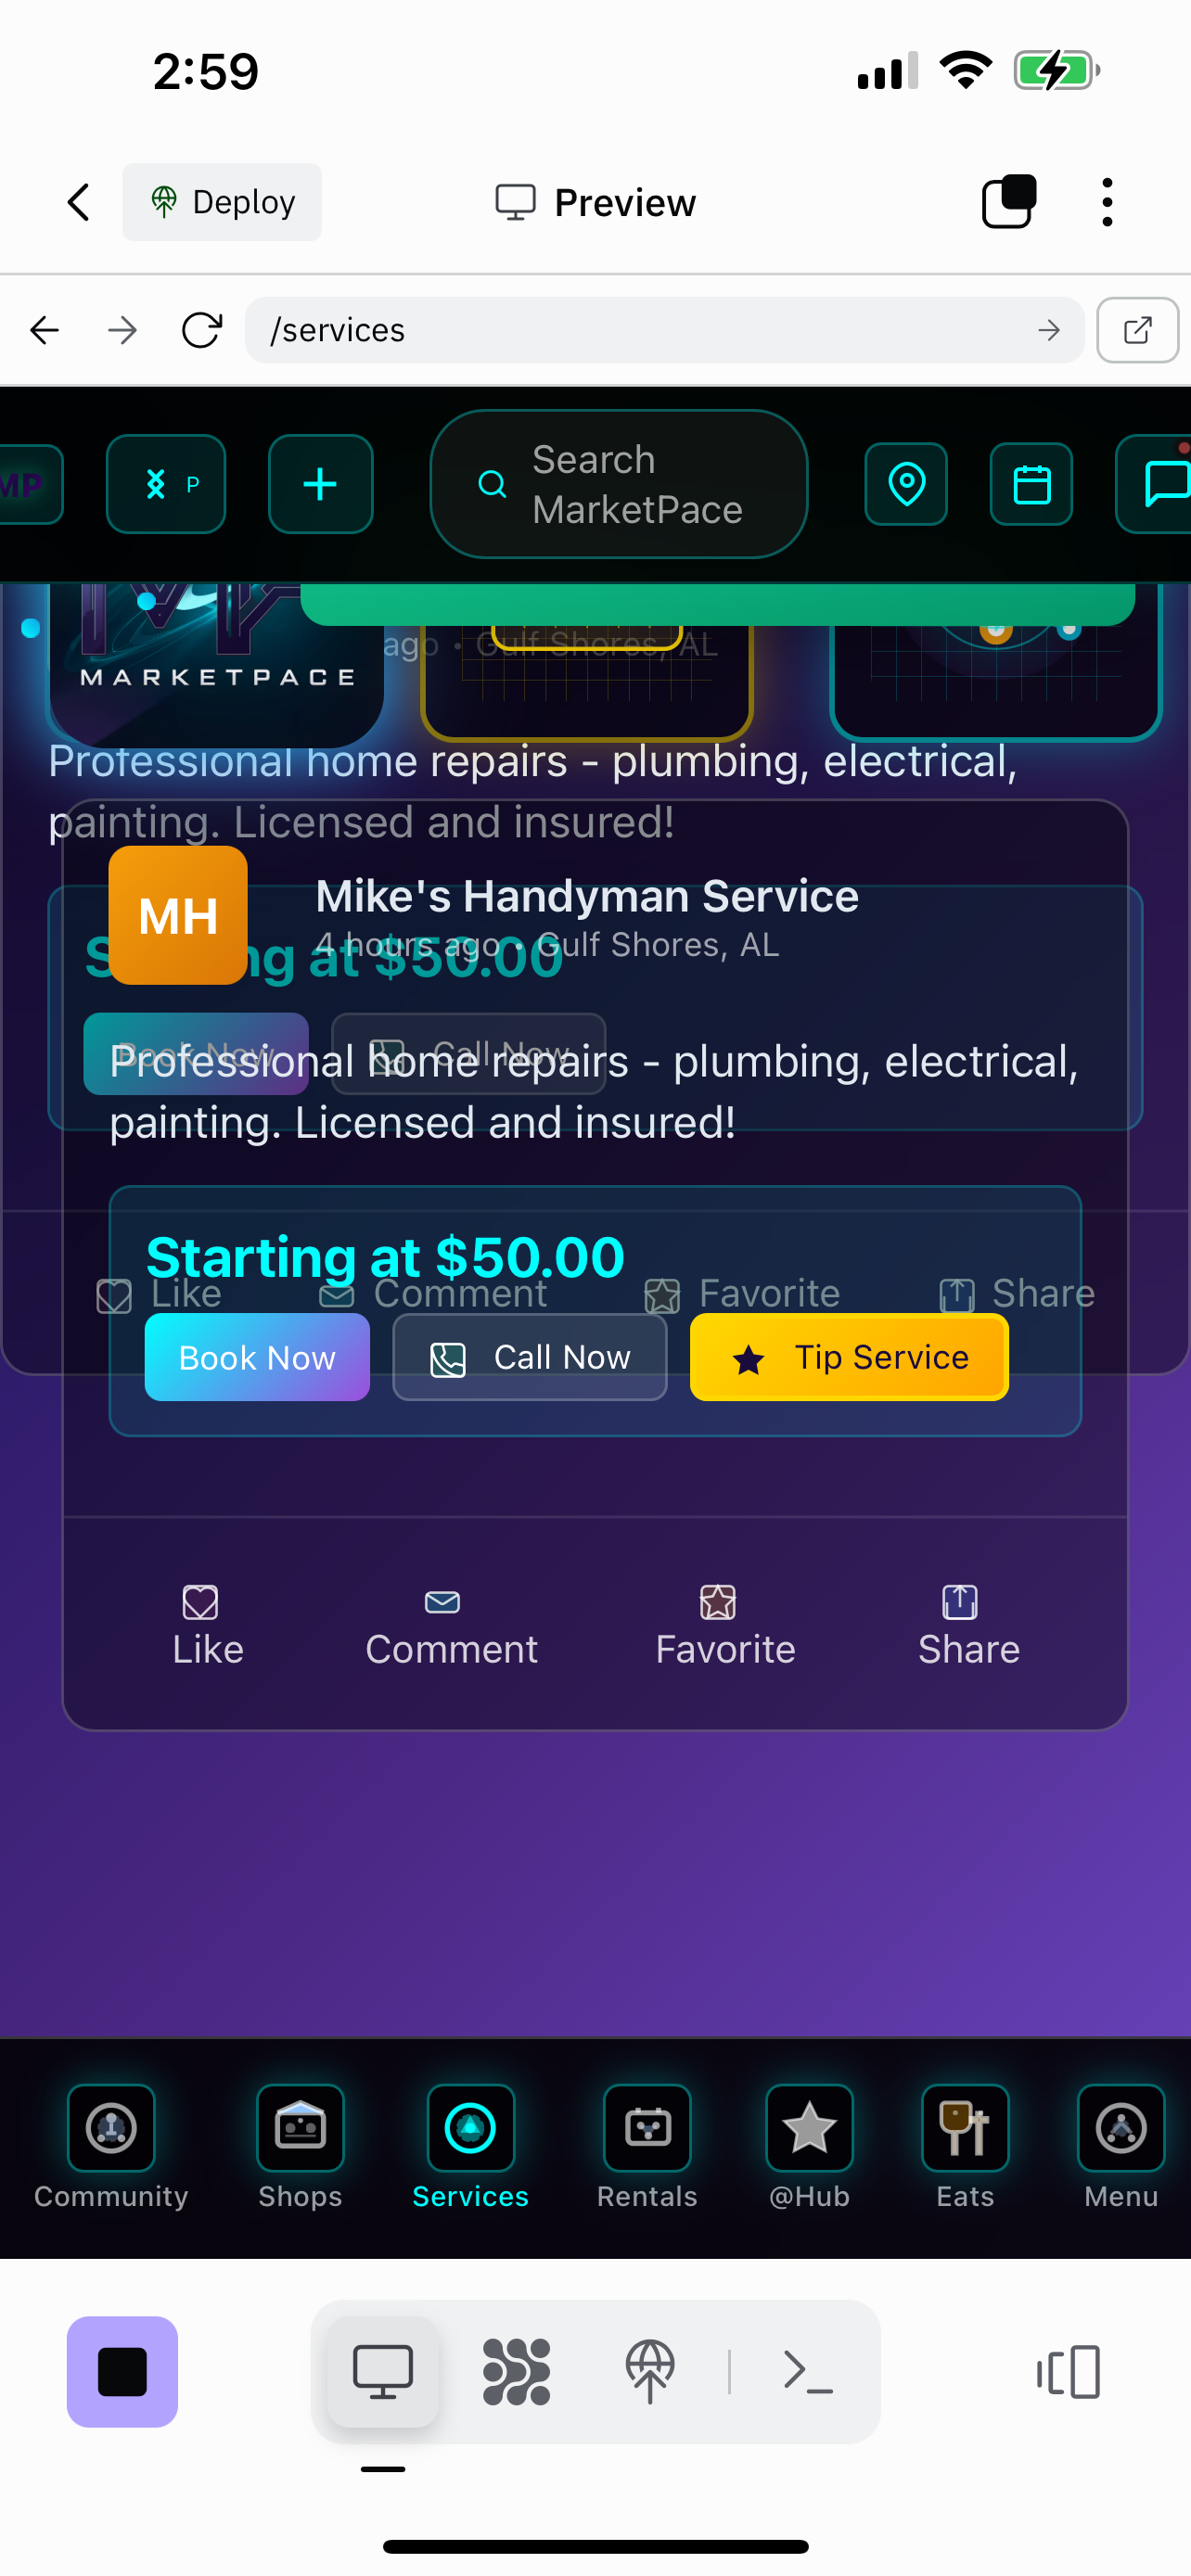 2:59
Deploy
Preview
/services
MP
P
Search
MarketPace
ago • Gulf Shores, AL
MARKETPACE
Professional home repairs - plumbing, electrical,
painting. Licensed and insured!
MH
Mike's Handyman Service
4 hours ago • Gulf Shores, AL
Starting at $50.00
Book Now
Call Now
Professional home repairs - plumbing, electrical,
painting. Licensed and insured!
Starting at $50.00
Like
Comment
Favorite
Share
Book Now
Call Now
Tip Service
Like
Comment
Favorite
Share
Community
Shops
Services
Rentals
@Hub
Eats
Menu